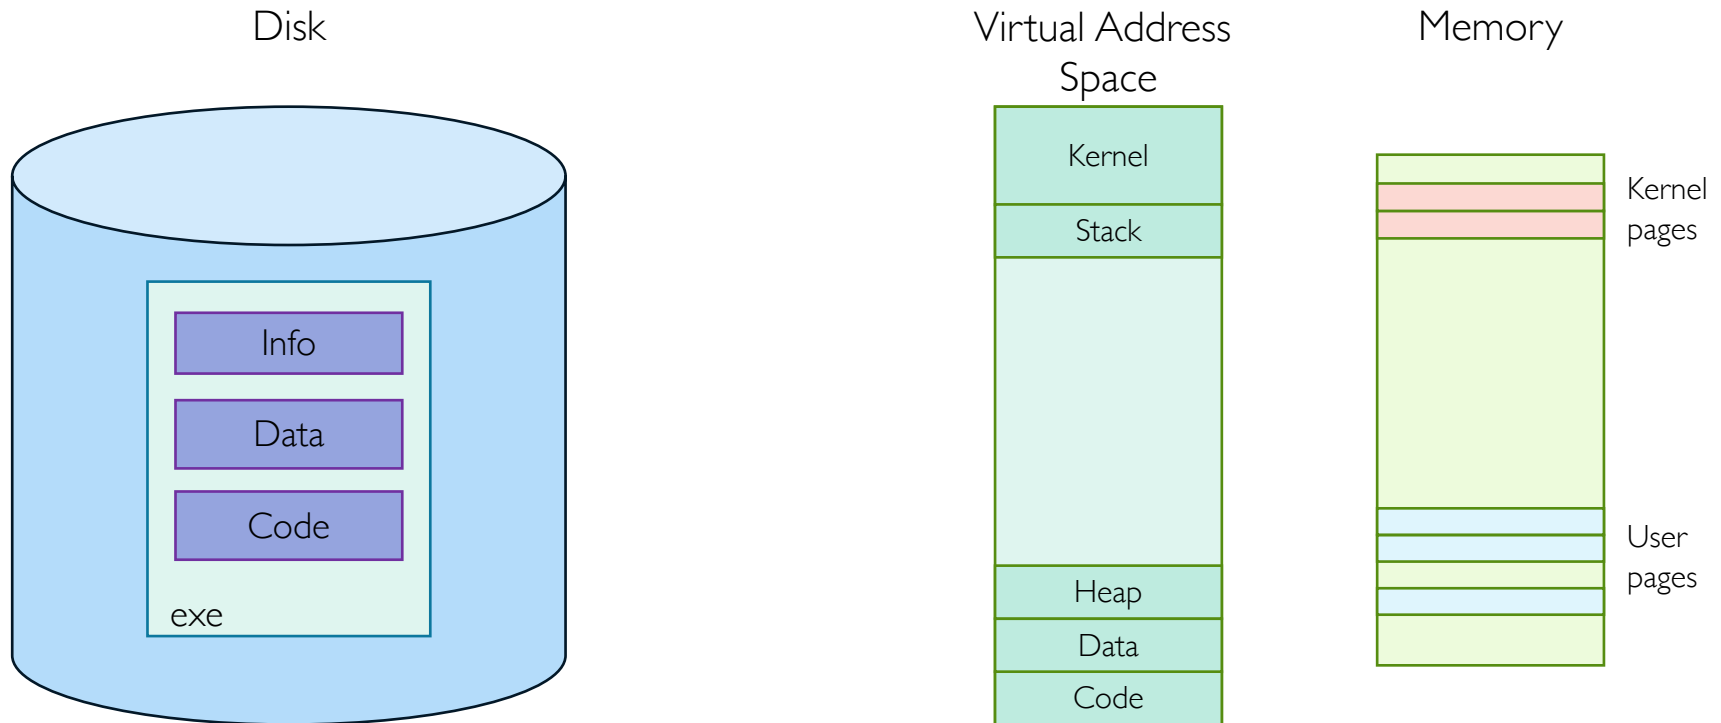 Disk
Info
Data
Code
exe
Virtual Address
Space
Kernel
Stack
Heap
Data
Code
Memory
Kernel
pages
User
pages